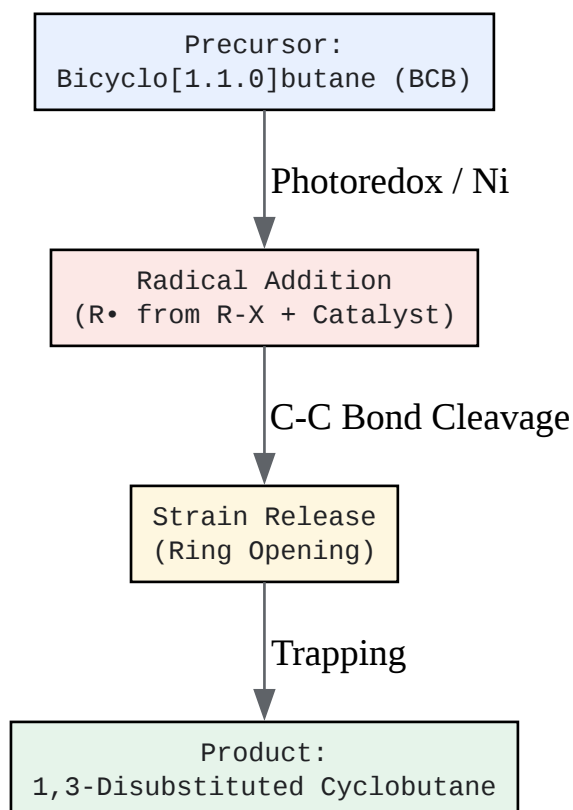 Precursor:
Bicyclo[1.1.0]butane (BCB)
Photoredox / Ni
Radical Addition
(R• from R-X + Catalyst)
C-C Bond Cleavage
Strain Release
(Ring Opening)
Trapping
Product:
1,3-Disubstituted Cyclobutane